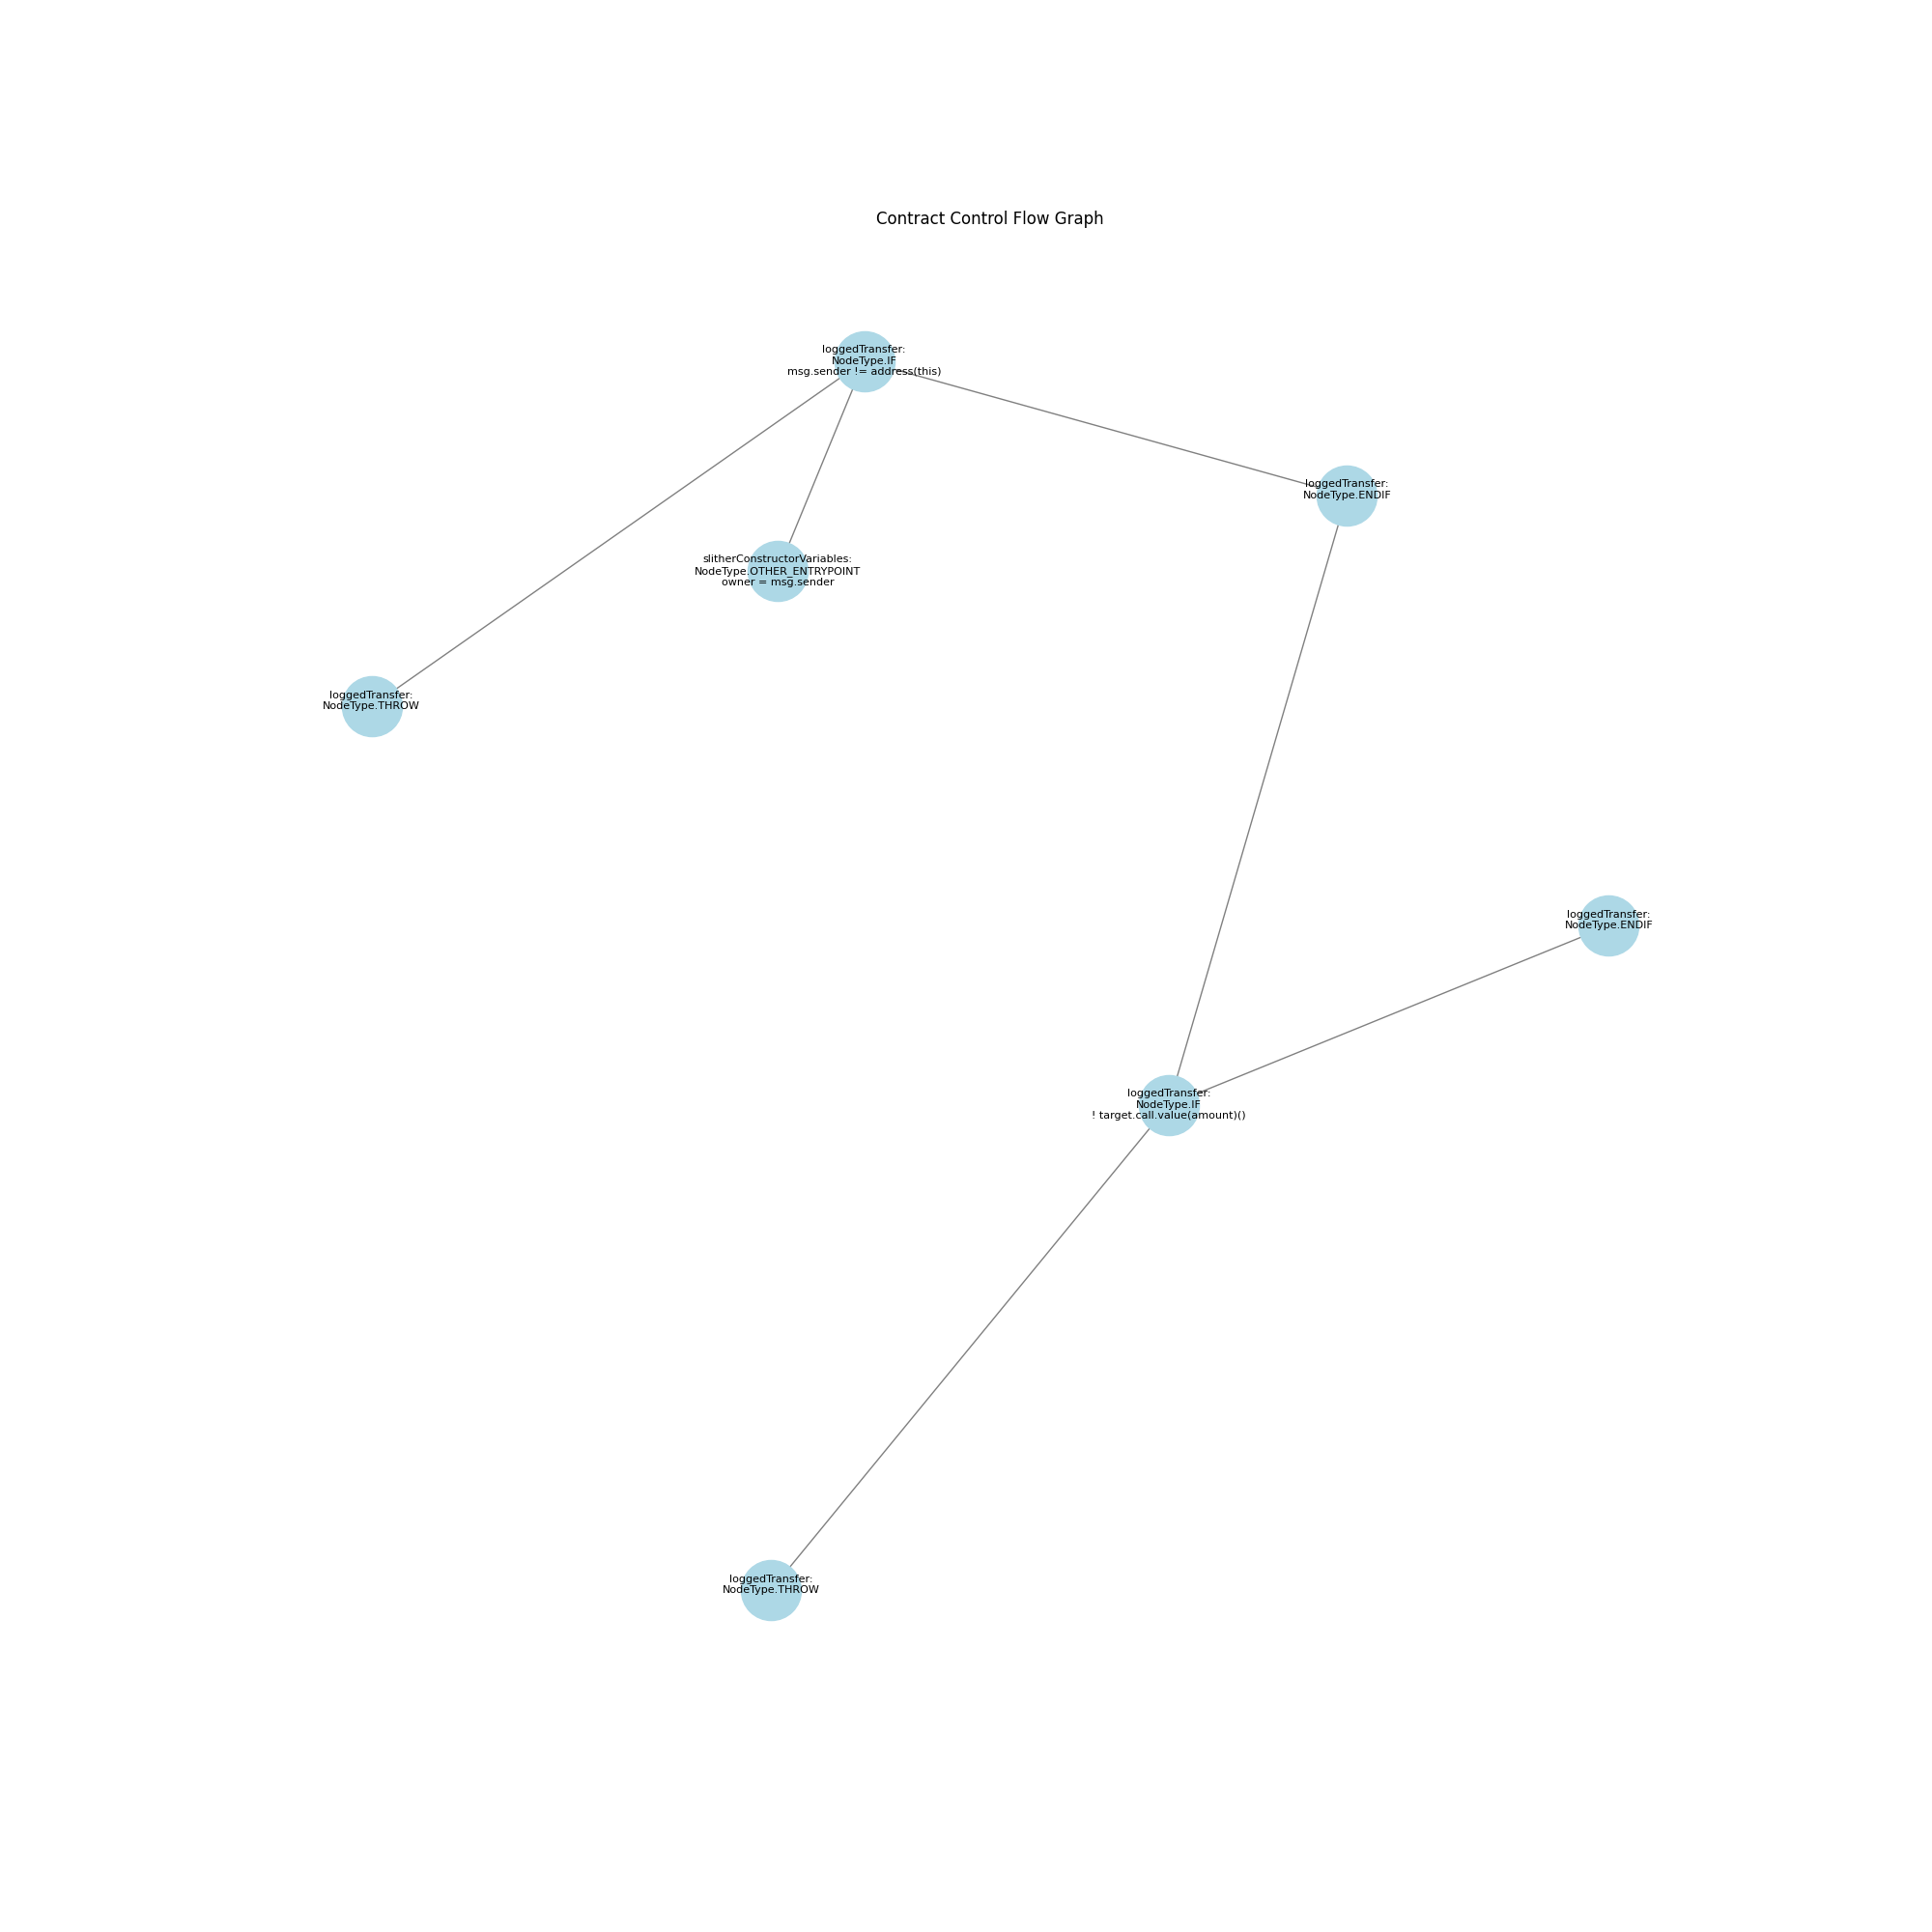 Contract Control Flow Graph
loggedTransfer:
NodeType.IF
msg.sender != address(this)
loggedTransfer:
NodeType.ENDIF
slitherConstructorVariables:
NodeType.OTHER_ENTRYPOINT
owner = msg.sender
loggedTransfer:
NodeType.THROW
loggedTransfer:
NodeType.ENDIF
loggedTransfer:
NodeType.IF
! target.call.value(amount)()
loggedTransfer:
NodeType.THROW